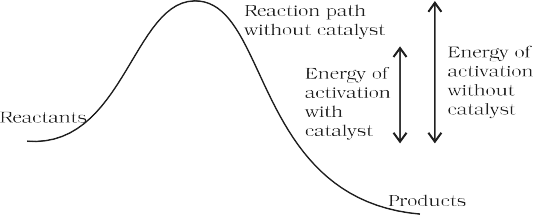 Reaction path
without catalyst
Energy of
activation
without
catalyst
Energy of
activation
with
catalyst
Reactants
Products